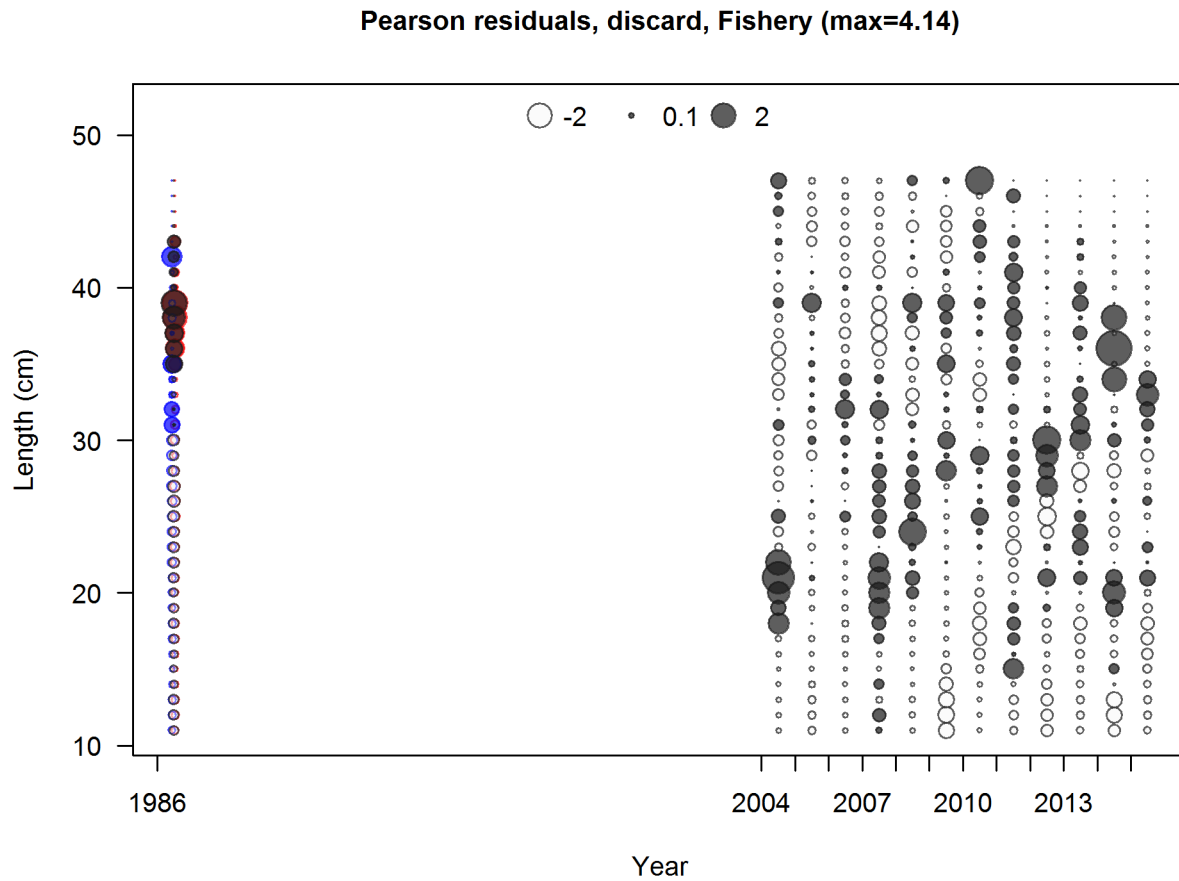 Pearson residuals, discard, Fishery (max=4.14)
-2 0.1 2
50
40
30
20
10
Length (cm)
1986 2004 2007 2010 2013
Year